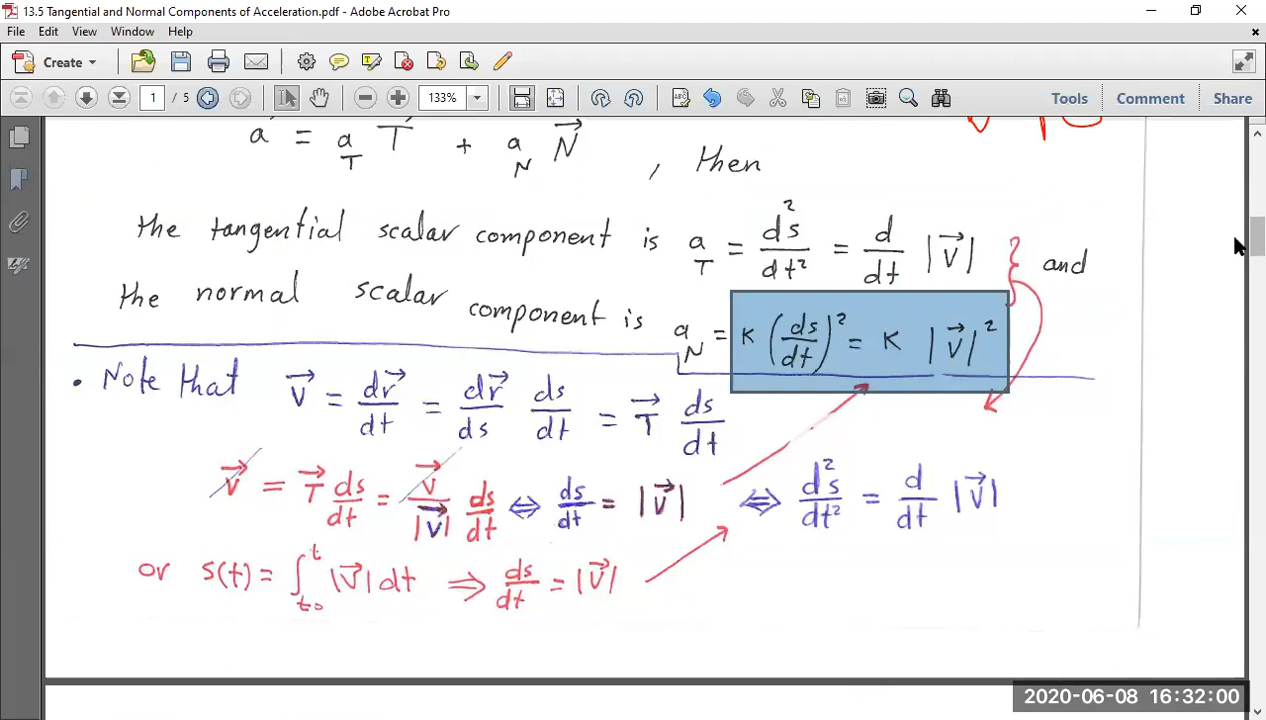 13.5 Tangential and Normal Components of Acceleration.pdf - Adobe Acrobat Pro
File Edit View Window Help
Create
1 / 5 133% Tools Comment Share
a = a_T T⃗ + a_N N⃗ , then
the tangential scalar component is a_T = d²s/dt² = d/dt |v⃗| } and
the normal scalar component is a_N = K (ds/dt)² = K |v⃗|²
• Note that v⃗ = dr⃗/dt = dr⃗/ds ds/dt = T⃗ ds/dt
v⃗ = T⃗ ds/dt = v⃗/|v⃗| ds/dt ⇔ ds/dt = |v⃗| ⇔ d²s/dt² = d/dt |v⃗|
or s(t) = ∫_{t₀}^{t} |v⃗| dt ⇒ ds/dt = |v⃗|
2020-06-08 16:32:00